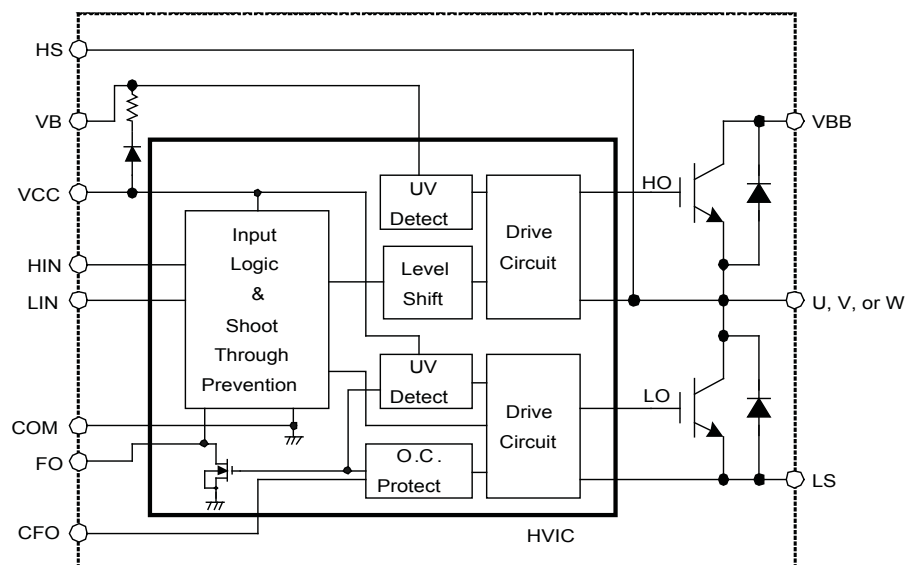 HS
VB
VCC
HIN
LIN
COM
FO
CFO
Input
Logic
&
Shoot
Through
Prevention
UV
Detect
Level
Shift
Drive
Circuit
UV
Detect
O.C.
Protect
Drive
Circuit
HVIC
HO
LO
VBB
U, V, or W
LS